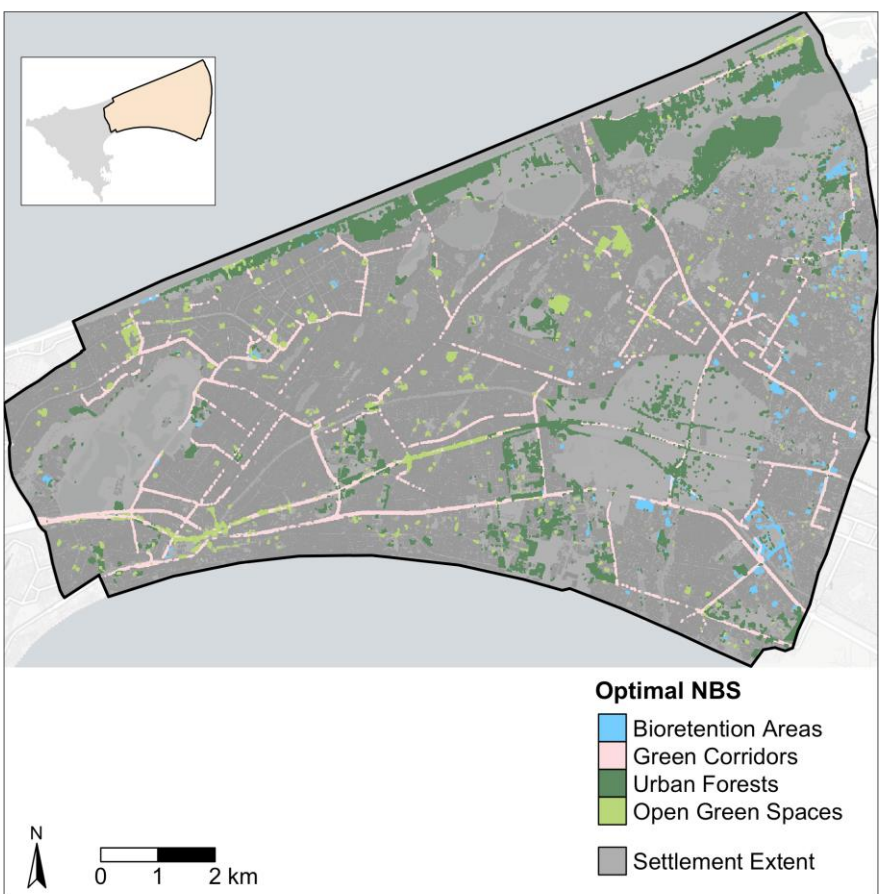 Optimal NBS
Bioretention Areas
Green Corridors
Urban Forests
Open Green Spaces
Settlement Extent
N
0 1 2 km